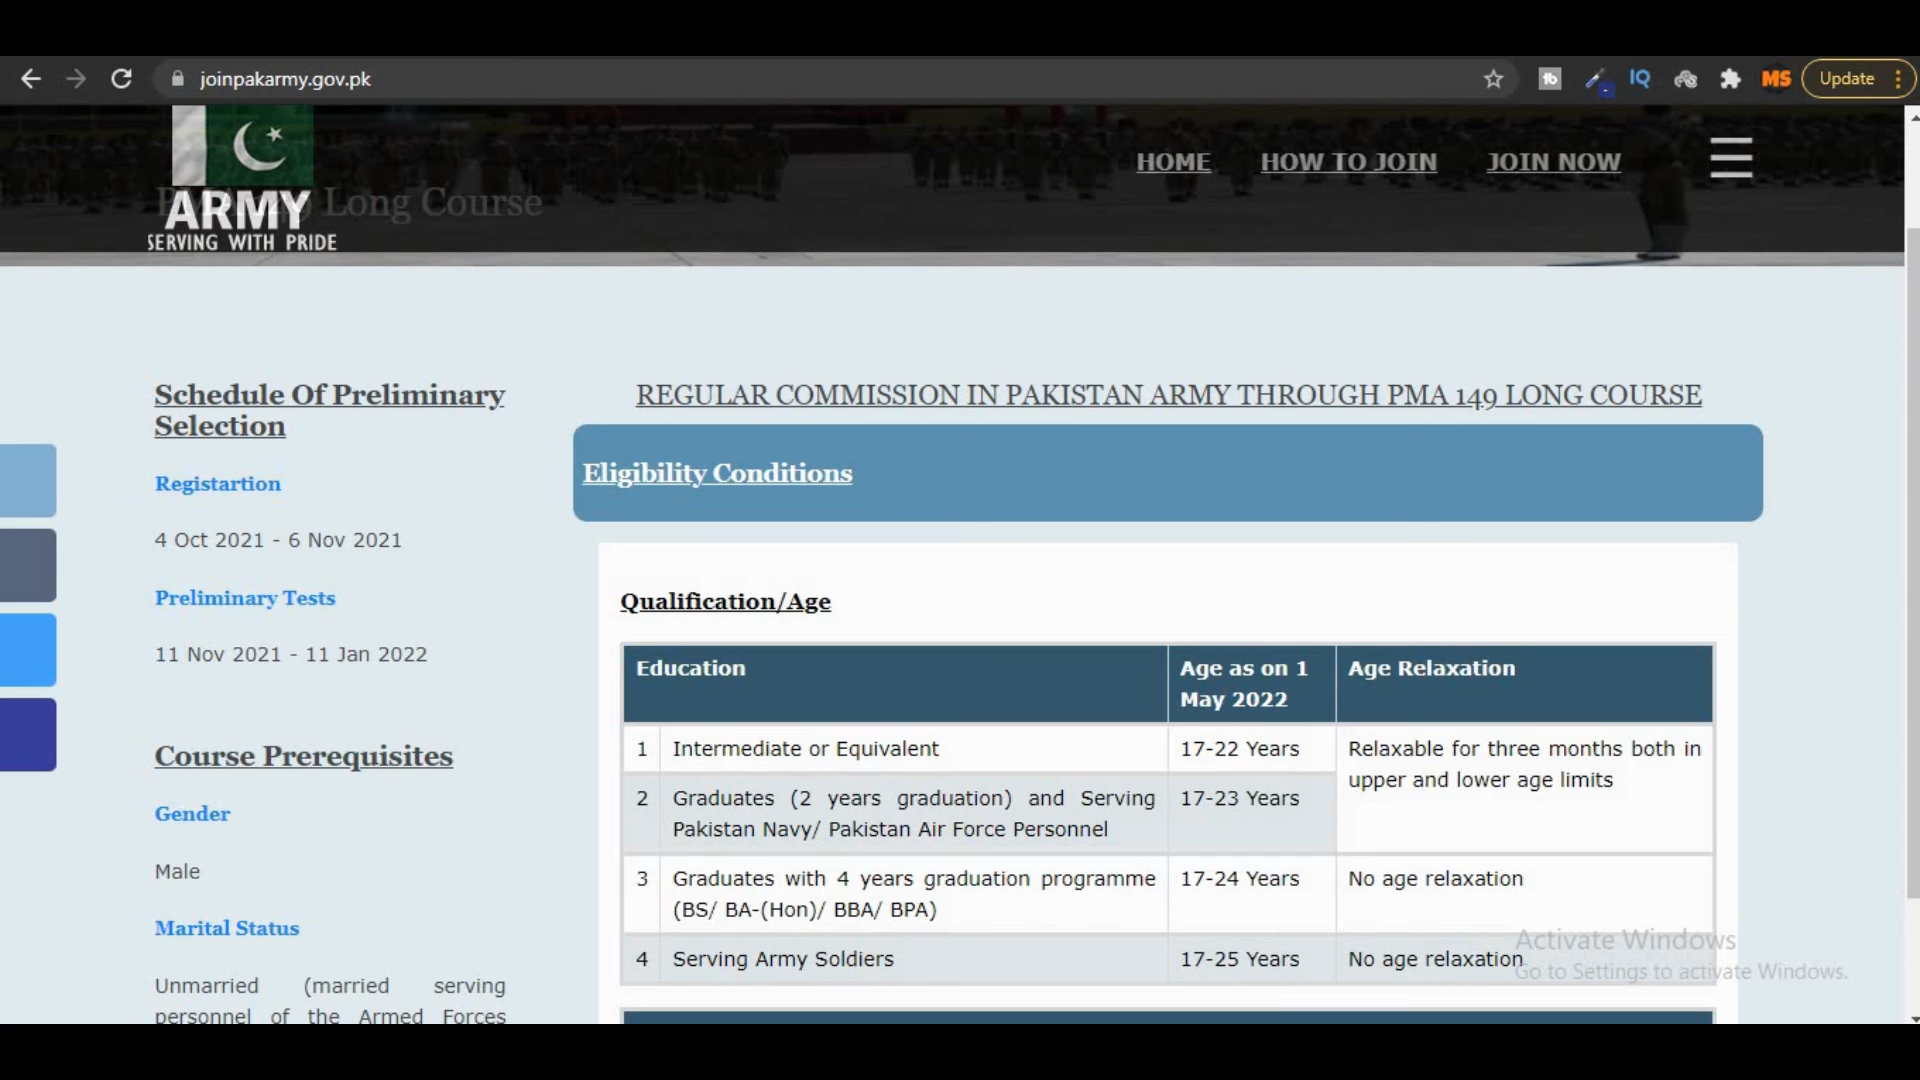 joinpakarmy.gov.pk
Update
HOME HOW TO JOIN JOIN NOW
Long Course
ARMY
SERVING WITH PRIDE
Schedule Of Preliminary
Selection
Registartion
4 Oct 2021 - 6 Nov 2021
Preliminary Tests
11 Nov 2021 - 11 Jan 2022
Course Prerequisites
Gender
Male
Marital Status
Unmarried (married serving
personnel of the Armed Forces
REGULAR COMMISSION IN PAKISTAN ARMY THROUGH PMA 149 LONG COURSE
Eligibility Conditions
Qualification/Age
Education Age as on 1 Age Relaxation
May 2022
1 Intermediate or Equivalent 17-22 Years Relaxable for three months both in
upper and lower age limits
2 Graduates (2 years graduation) and Serving 17-23 Years
Pakistan Navy/ Pakistan Air Force Personnel
3 Graduates with 4 years graduation programme 17-24 Years No age relaxation
(BS/ BA-(Hon)/ BBA/ BPA)
4 Serving Army Soldiers 17-25 Years No age relaxation
Activate Windows
Go to Settings to activate Windows.
IQ
MS